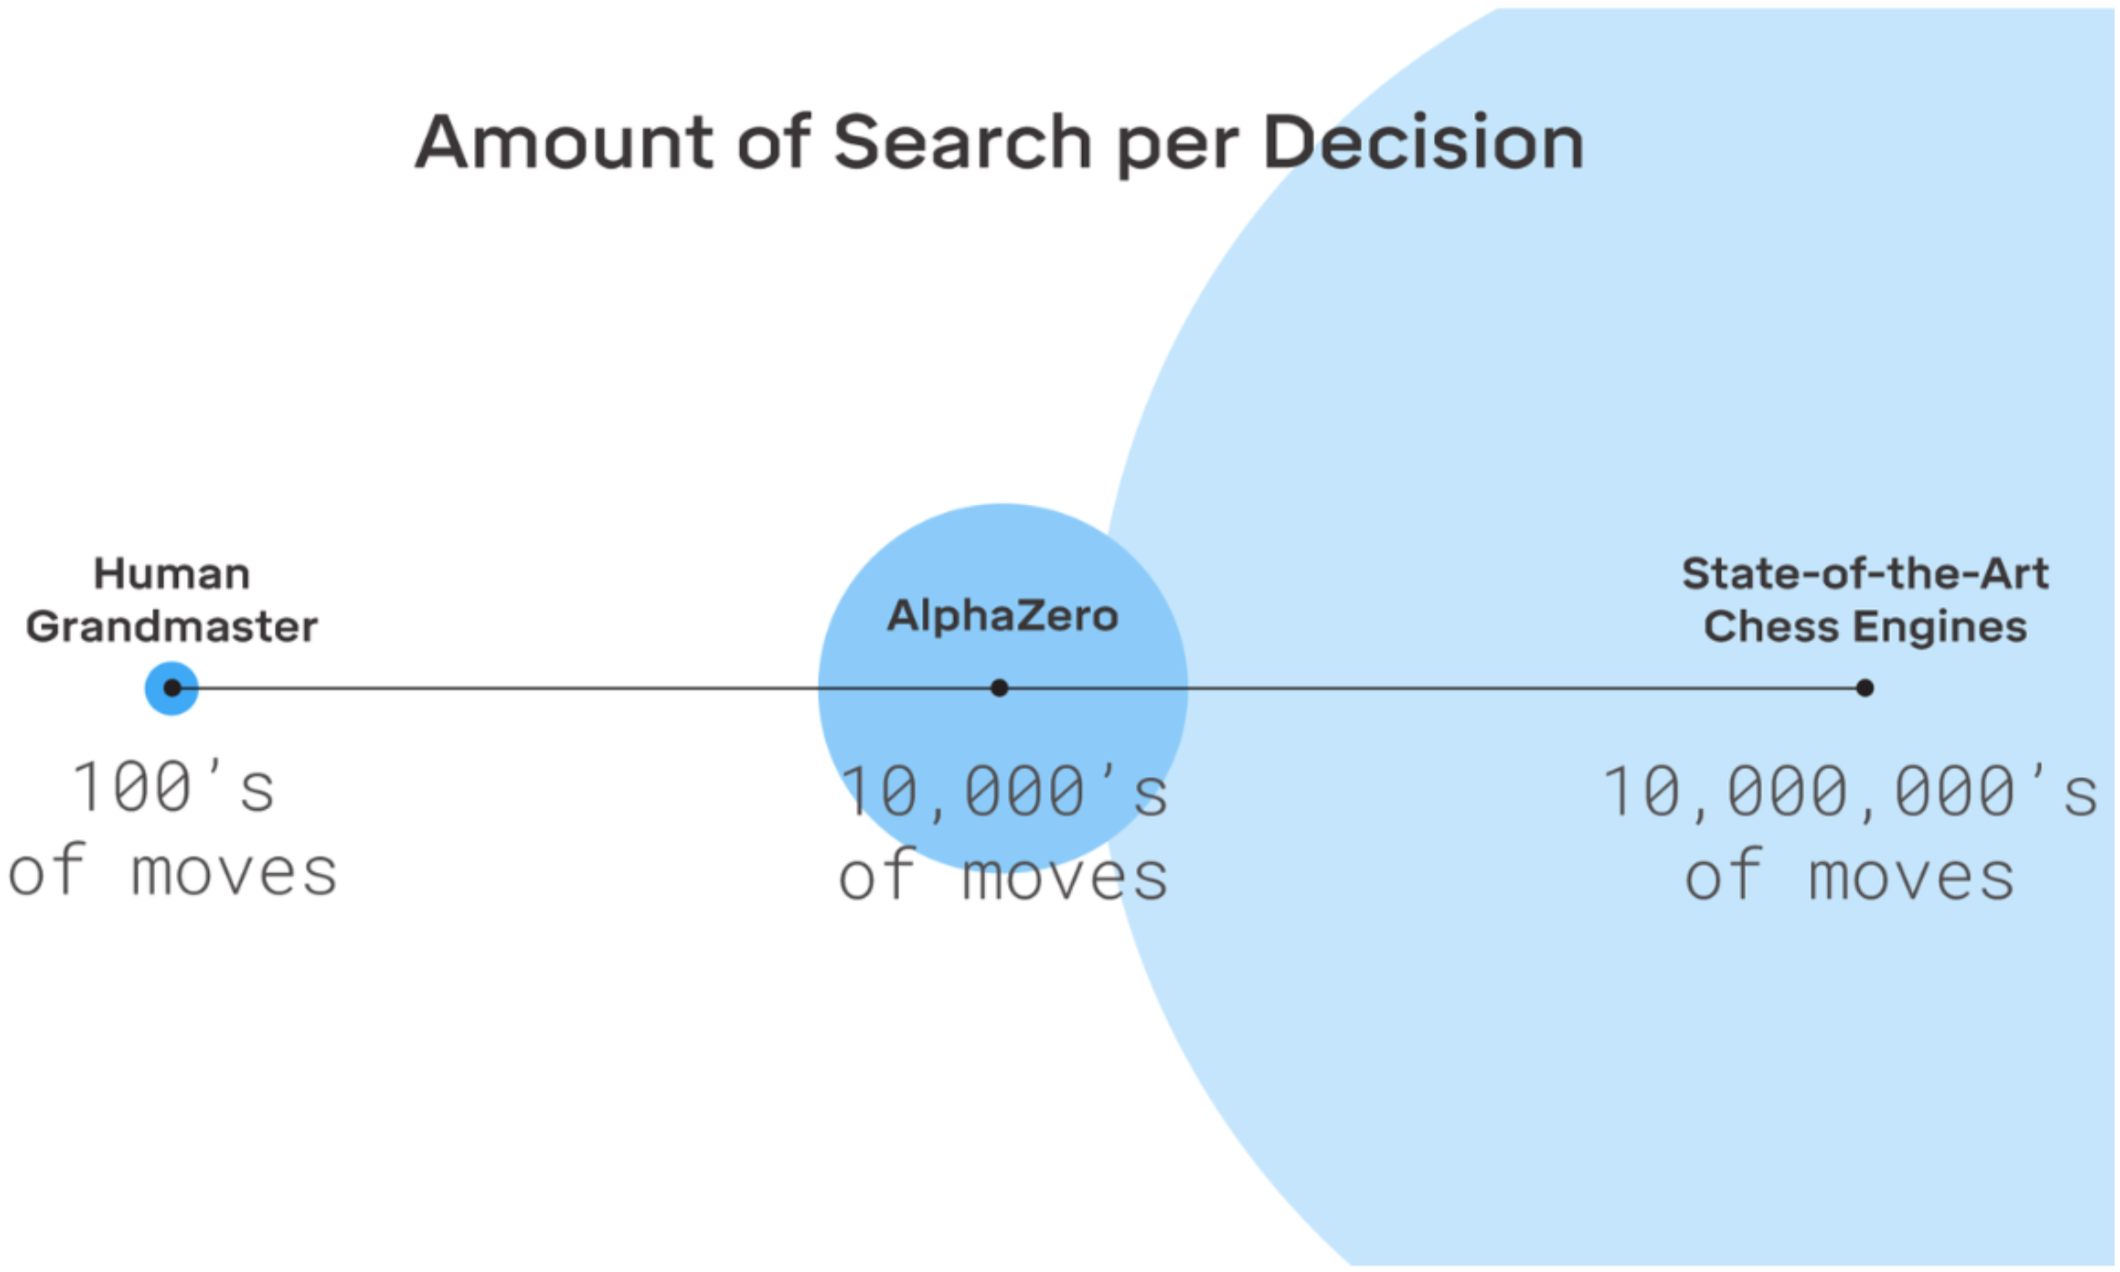 Amount of Search per Decision
Human
Grandmaster
100's
of moves
AlphaZero
10,000's
of moves
State-of-the-Art
Chess Engines
10,000,000's
of moves